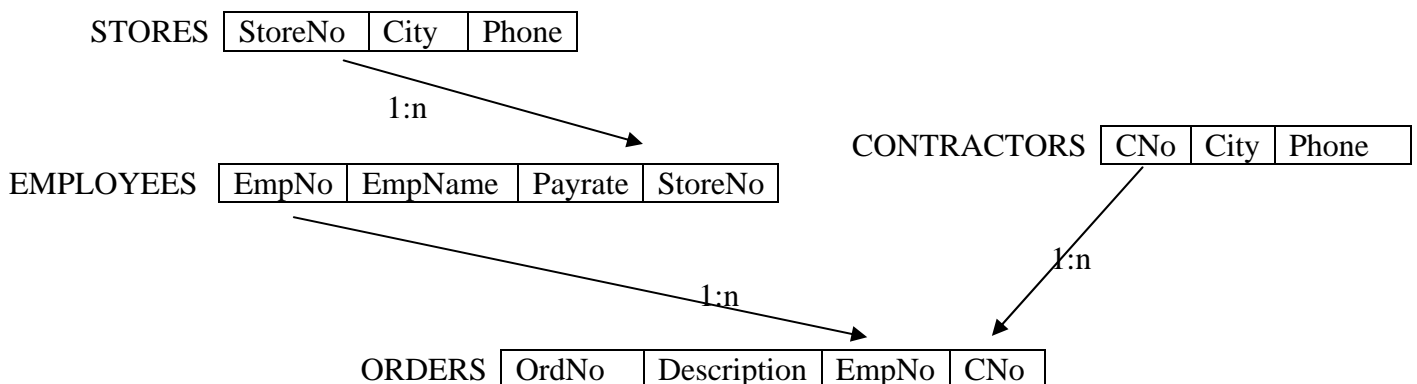 STORES StoreNo City Phone
1:n
CONTRACTORS CNo City Phone
EMPLOYEES EmpNo EmpName Payrate StoreNo
1:n
1:n
ORDERS OrdNo Description EmpNo CNo